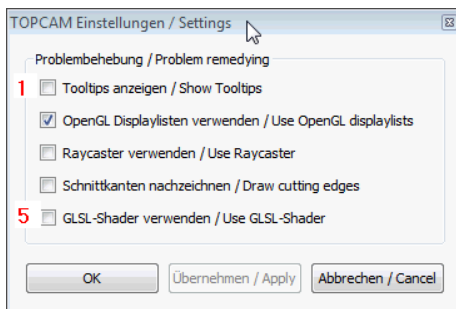 TOPCAM Einstellungen / Settings
Problembehebung / Problem remedying
1 Tooltips anzeigen / Show Tooltips
OpenGL Displaylisten verwenden / Use OpenGL displaylists
Raycaster verwenden / Use Raycaster
Schnittkanten nachzeichnen / Draw cutting edges
5 GLSL-Shader verwenden / Use GLSL-Shader
OK Übernehmen / Apply Abbrechen / Cancel